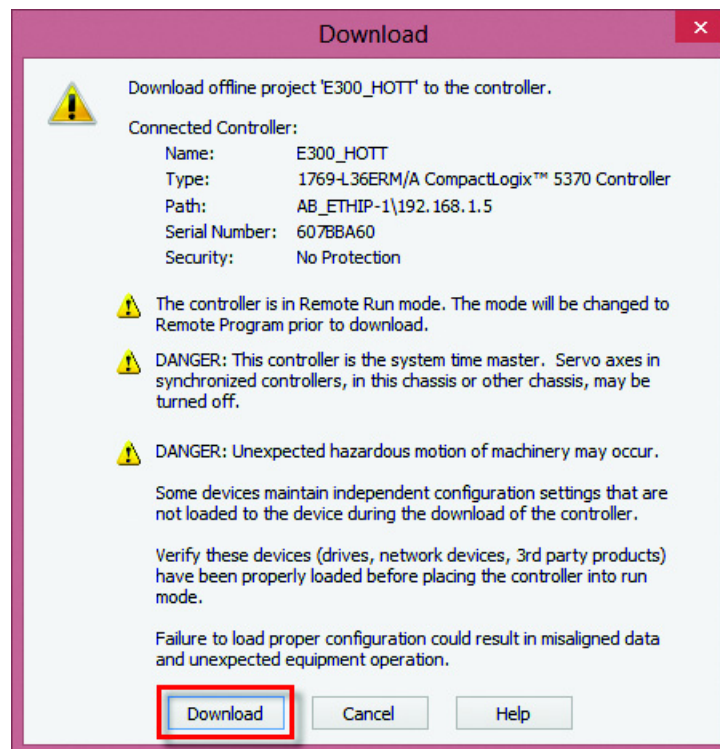 Download
Download offline project 'E300_HOTT' to the controller.
Connected Controller:
Name: E300_HOTT
Type: 1769-L36ERM/A CompactLogix™ 5370 Controller
Path: AB_ETHIP-1\192.168.1.5
Serial Number: 607BBA60
Security: No Protection
The controller is in Remote Run mode. The mode will be changed to
Remote Program prior to download.
DANGER: This controller is the system time master. Servo axes in
synchronized controllers, in this chassis or other chassis, may be
turned off.
DANGER: Unexpected hazardous motion of machinery may occur.
Some devices maintain independent configuration settings that are
not loaded to the device during the download of the controller.
Verify these devices (drives, network devices, 3rd party products)
have been properly loaded before placing the controller into run
mode.
Failure to load proper configuration could result in misaligned data
and unexpected equipment operation.
Download Cancel Help